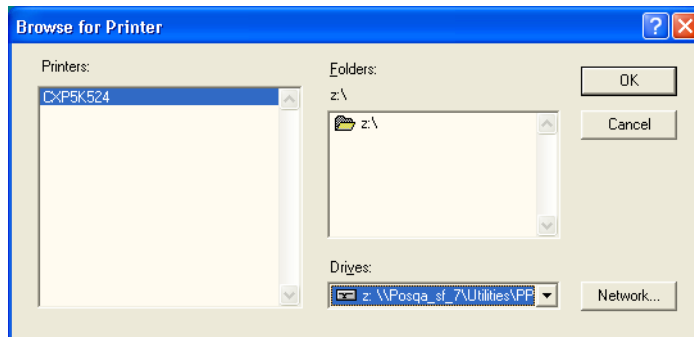 Browse for Printer
Printers:
CXP5K524
Folders:
z:\
z:\
Drives:
z: \\Posqa_sf_7\Utilities\PP
OK
Cancel
Network...